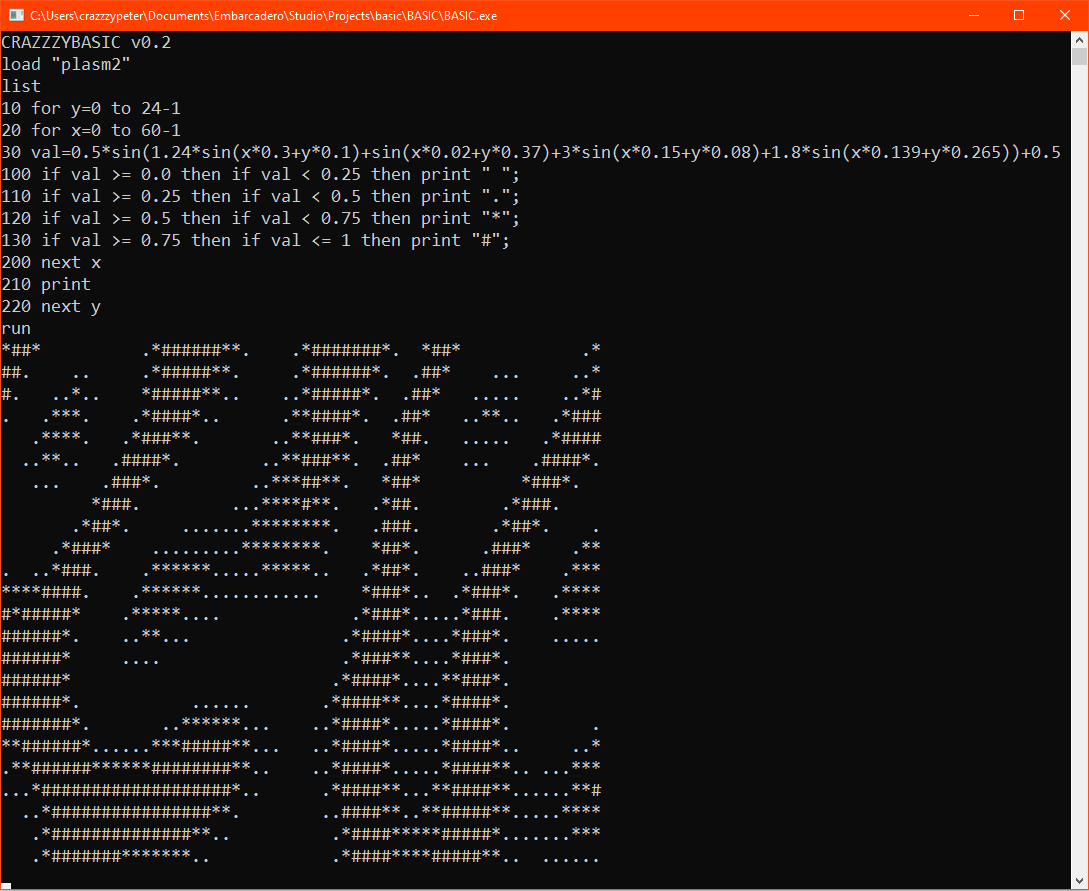 C:\Users\crazzzypeter\Documents\Embarcadero\Studio\Projects\basic\BASIC\BASIC.exe
CRAZZZYBASIC v0.2
load "plasm2"
list
10 for y=0 to 24-1
20 for x=0 to 60-1
30 val=0.5*sin(1.24*sin(x*0.3+y*0.1)+sin(x*0.02+y*0.37)+3*sin(x*0.15+y*0.08)+1.8*sin(x*0.139+y*0.265))+0.5
100 if val >= 0.0 then if val < 0.25 then print " ";
110 if val >= 0.25 then if val < 0.5 then print ".";
120 if val >= 0.5 then if val < 0.75 then print "*";
130 if val >= 0.75 then if val <= 1 then print "#";
200 next x
210 print
220 next y
run
*##*          .*######**.    .*#######*.  *##*            .*
##.    ..     .*#####**.     .*######*.  .##*    ...     ..*
#.   ..*..    *#####**..    ..*#####*.  .##*   .....    ..*#
.   .***.    .*####*..      .**####*.  .##*   ..**..   .*###
   .****.   .*###**.       ..**###*.   *##.   .....   .*####
  ..**..   .####*.        ..**###**.  .##*    ...    .####*.
   ...    .###*.         ..***##**.   *##*          *###*.
         *###.         ...****#**.   .*##.        .*###.
       .*##*.     .......********.   .###.       .*##*.    .
     .*###*    .........********.    *##*.      .###*    .**
.  ..*###.    .******.....*****..   .*##*.    ..###*    .***
****####.    .******............    *###*..  .*###*.   .****
#*#####*    .*****....             .*###*.....*###.    .****
######*.    ..**...               .*####*....*###*.    .....
######*     ....                  .*###**....*###*.
######*                          .*####*....**###*.
######*.           ......       .*####**....*####*.
#######*.       ..******...    ..*####*.....*####*.        .
**######*......***#####**...   ..*####*.....*####*..     ..*
.**######******########**..    ..*####*.....*####**.. ...***
...*###################*..      .*####**...**####**......**#
  ..*################**.        ..####**..**#####**.....****
   .*##############**..          .*####*****#####*.......***
   .*#######*******..            .*####****#####**..  ......